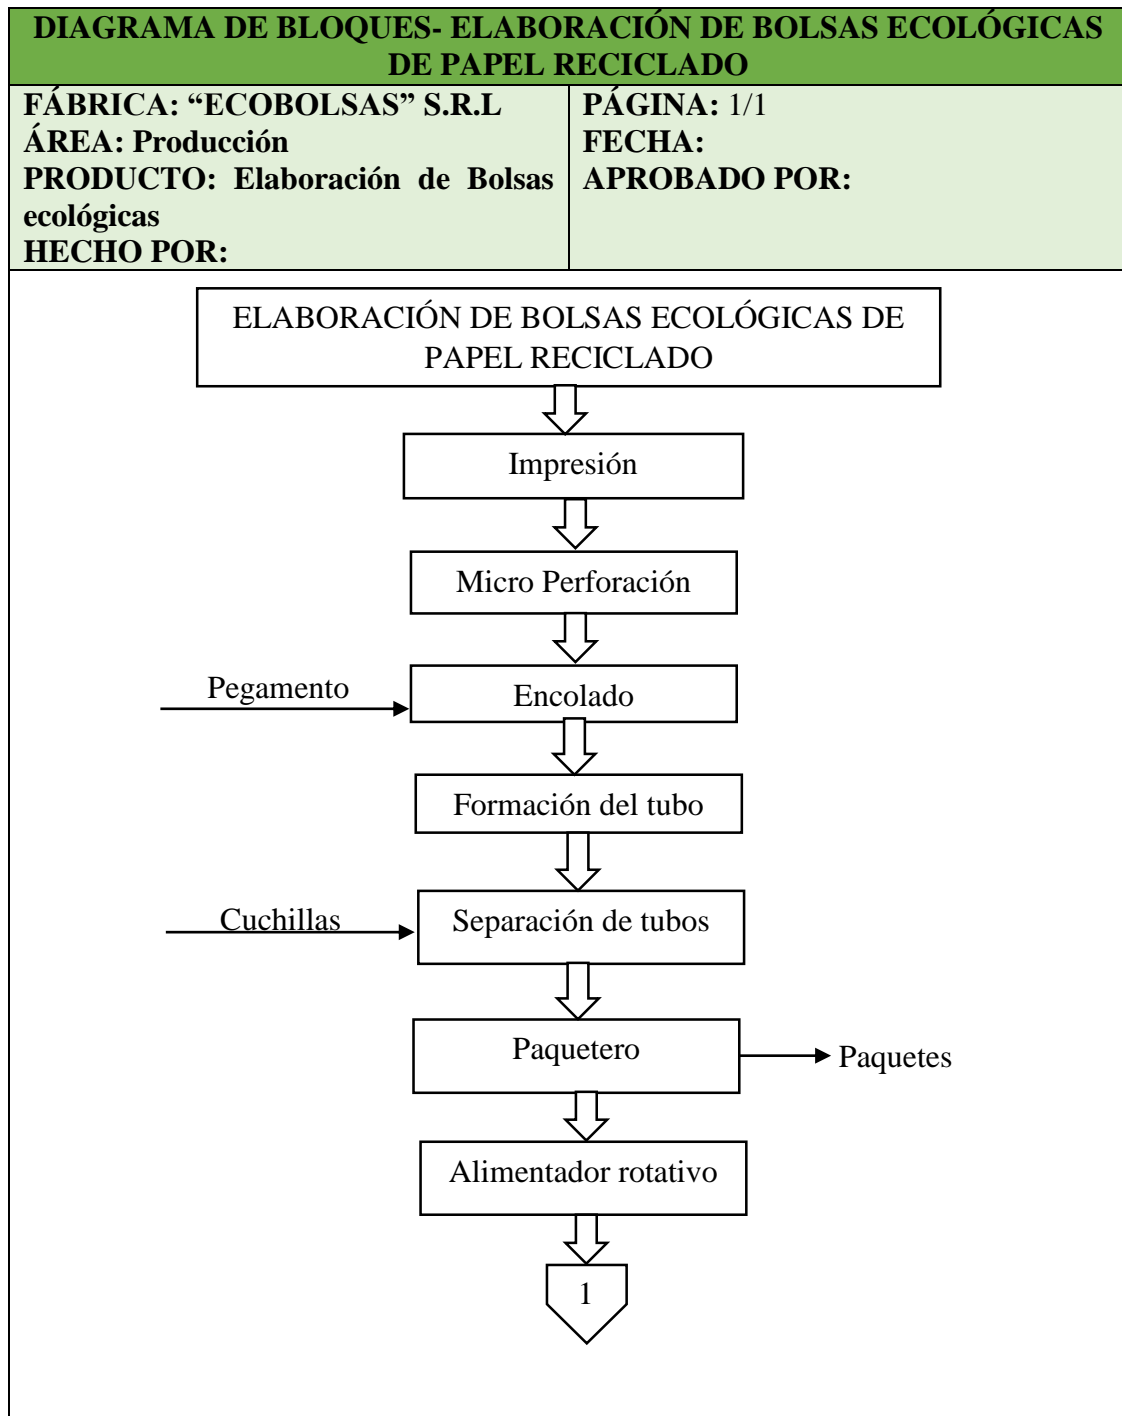 DIAGRAMA DE BLOQUES- ELABORACIÓN DE BOLSAS ECOLÓGICAS
DE PAPEL RECICLADO
FÁBRICA: “ECOBOLSAS” S.R.L
ÁREA: Producción
PRODUCTO: Elaboración de Bolsas
ecológicas
HECHO POR:
PÁGINA: 1/1
FECHA:
APROBADO POR:
ELABORACIÓN DE BOLSAS ECOLÓGICAS DE
PAPEL RECICLADO
Impresión
Micro Perforación
Pegamento
Encolado
Formación del tubo
Cuchillas
Separación de tubos
Paquetero
Paquetes
Alimentador rotativo
1